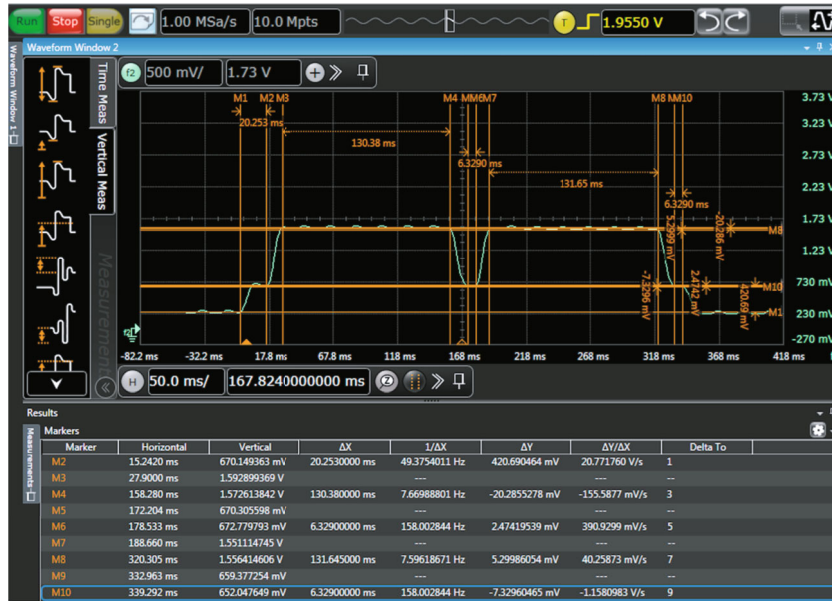 Run Stop Single 1.00 MSa/s 10.0 Mpts T 1.9550 V
Waveform Window 2
Waveform Window 1
Time Meas
Vertical Meas
Measurements
f2 500 mV/ 1.73 V
M1 M2 M3 M4 M7 M8 M10
20.253 ms
130.38 ms
6.3290 ms
131.65 ms
6.3290 ms
5.2999 mV
-20.286 mV
-7.3296 mV
2.4742 mV
420.69 mV
M8
M10
M1
3.73 V
3.23 V
2.73 V
2.23 V
1.73 V
1.23 V
730 mV
230 mV
-270 mV
-82.2 ms -32.2 ms 17.8 ms 67.8 ms 118 ms 168 ms 218 ms 268 ms 318 ms 368 ms 418 ms
H 50.0 ms/ 167.8240000000 ms
Results
Measurements
Markers
Marker Horizontal Vertical ΔX 1/ΔX ΔY ΔY/ΔX Delta To
M2 15.2420 ms 670.149363 mV 20.2530000 ms 49.3754011 Hz 420.690464 mV 20.771760 V/s 1
M3 27.9000 ms 1.592899369 V --- --- --
M4 158.280 ms 1.572613842 V 130.380000 ms 7.66988801 Hz -20.2855278 mV -155.5877 mV/s 3
M5 172.204 ms 670.305598 mV --- --- --
M6 178.533 ms 672.779793 mV 6.32900000 ms 158.002844 Hz 2.47419539 mV 390.9299 mV/s 5
M7 188.660 ms 1.551114745 V --- --- --
M8 320.305 ms 1.556414606 V 131.645000 ms 7.59618671 Hz 5.29986054 mV 40.25873 mV/s 7
M9 332.963 ms 659.377254 mV --- --- --
M10 339.292 ms 652.047649 mV 6.32900000 ms 158.002844 Hz -7.32960465 mV -1.1580983 V/s 9